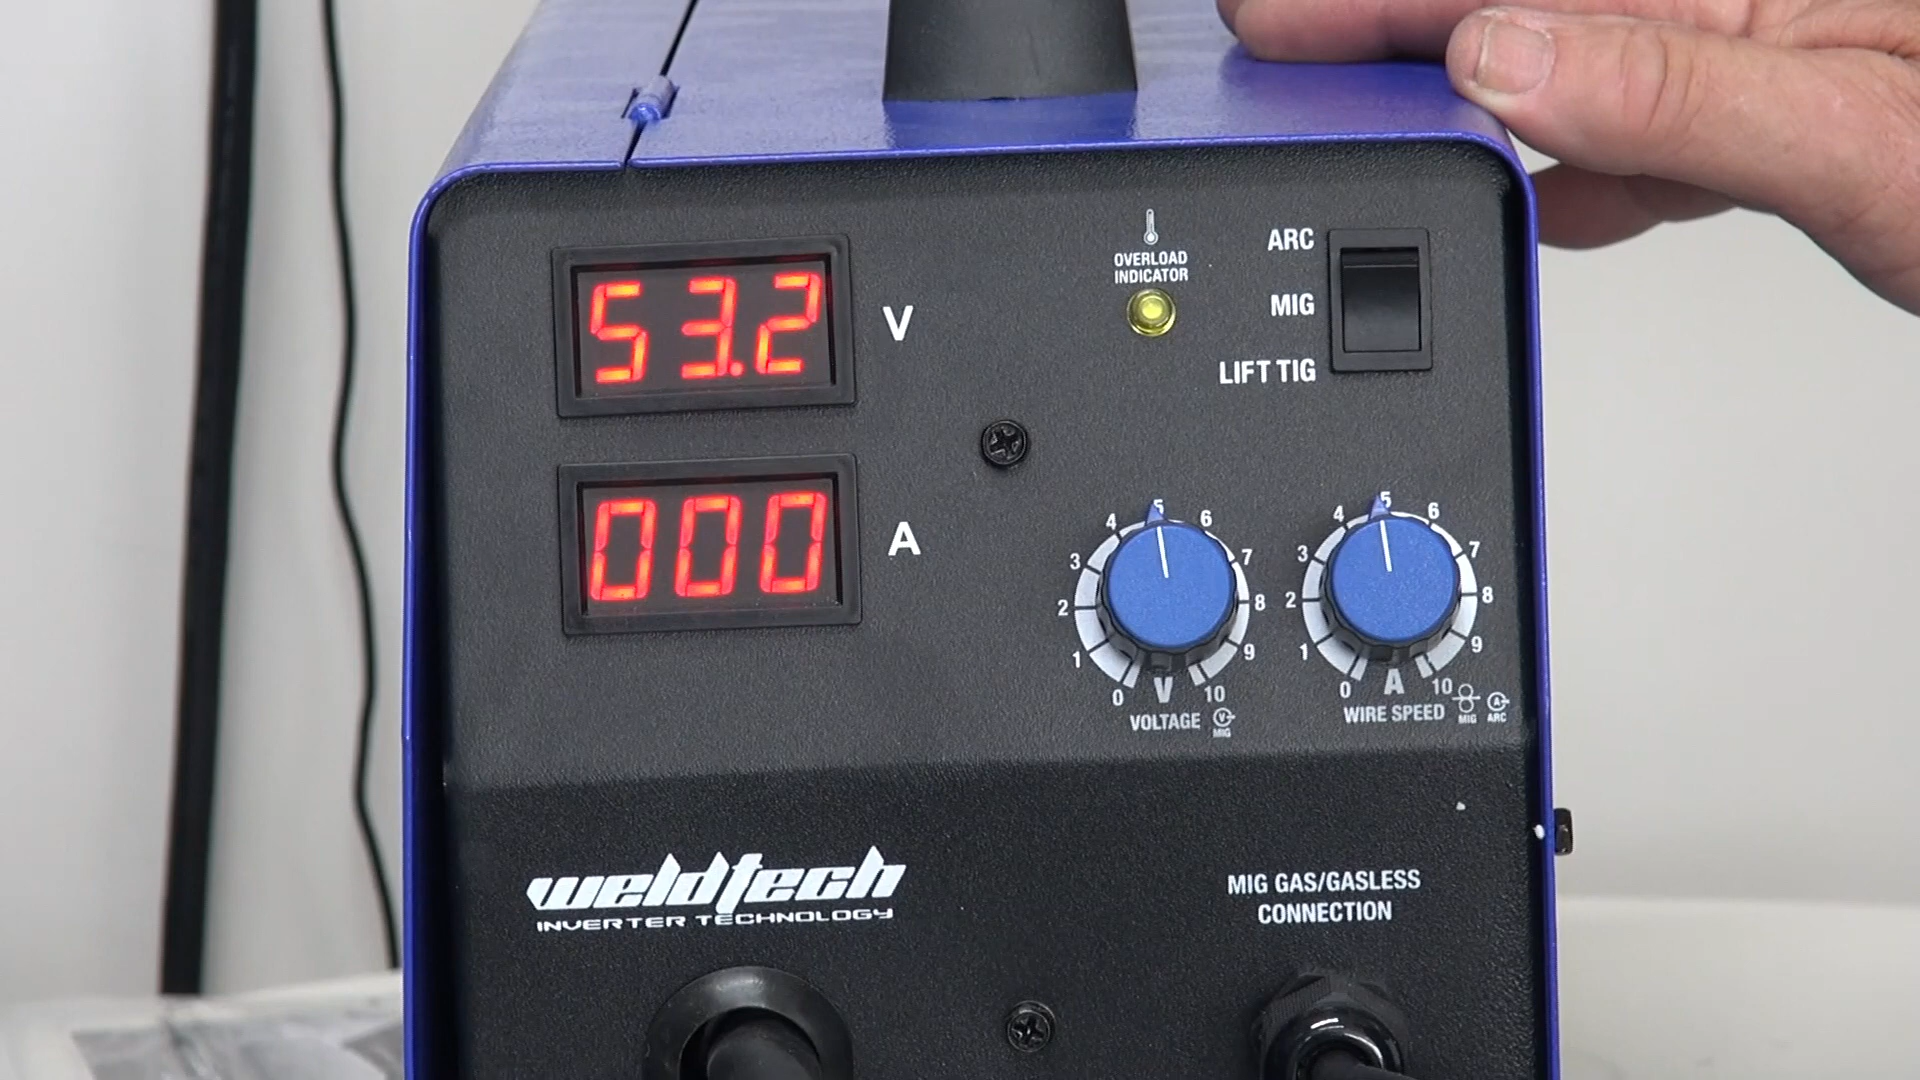 53.2 V
000 A
OVERLOAD
INDICATOR
ARC
MIG
LIFT TIG
0 1 2 3 4 5 6 7 8 9 10
V
VOLTAGE V MIG
0 1 2 3 4 5 6 7 8 9 10
A
WIRE SPEED MIG A ARC
weldtech
INVERTER TECHNOLOGY
MIG GAS/GASLESS
CONNECTION